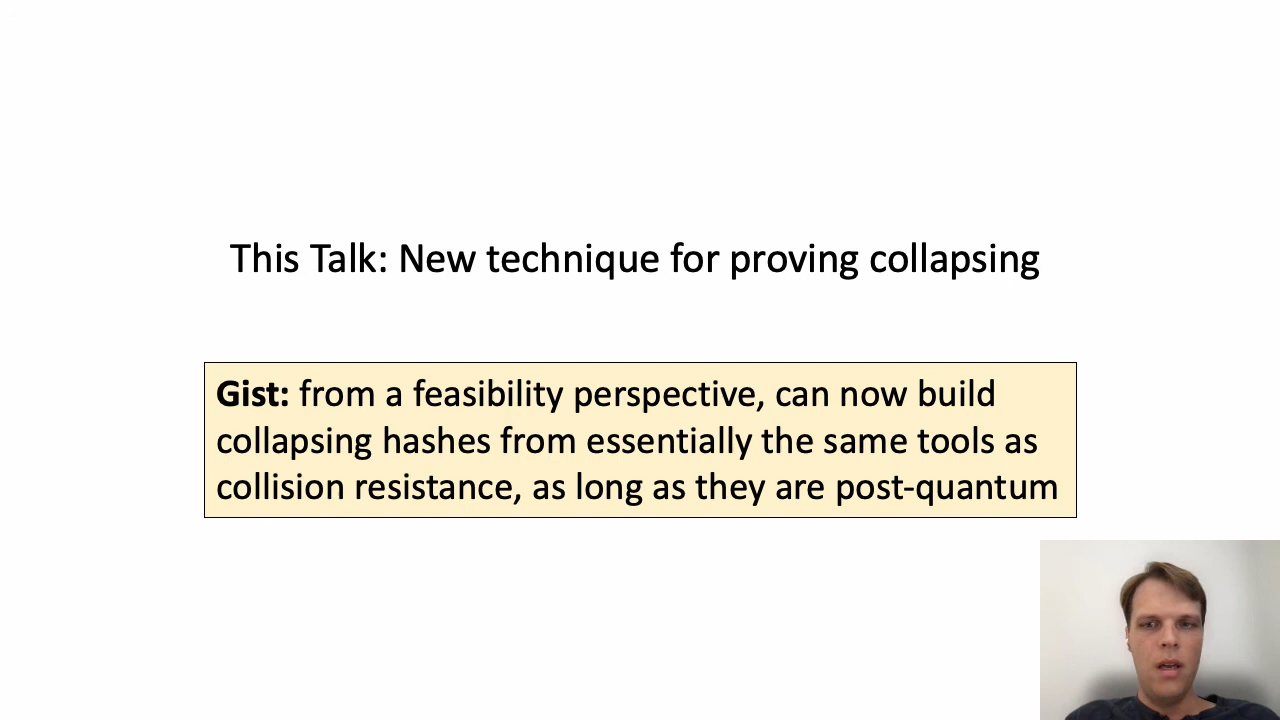 This Talk: New technique for proving collapsing
Gist: from a feasibility perspective, can now build
collapsing hashes from essentially the same tools as
collision resistance, as long as they are post-quantum